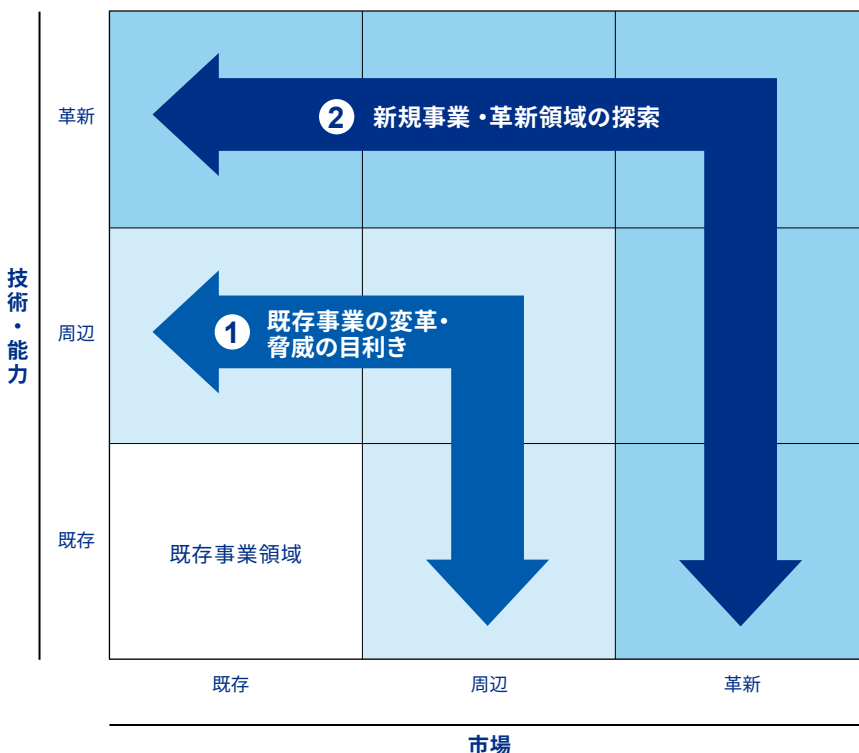 革新
② 新規事業・革新領域の探索
技術・能力
周辺
① 既存事業の変革・
脅威の目利き
既存
既存事業領域
既存 周辺 革新
市場